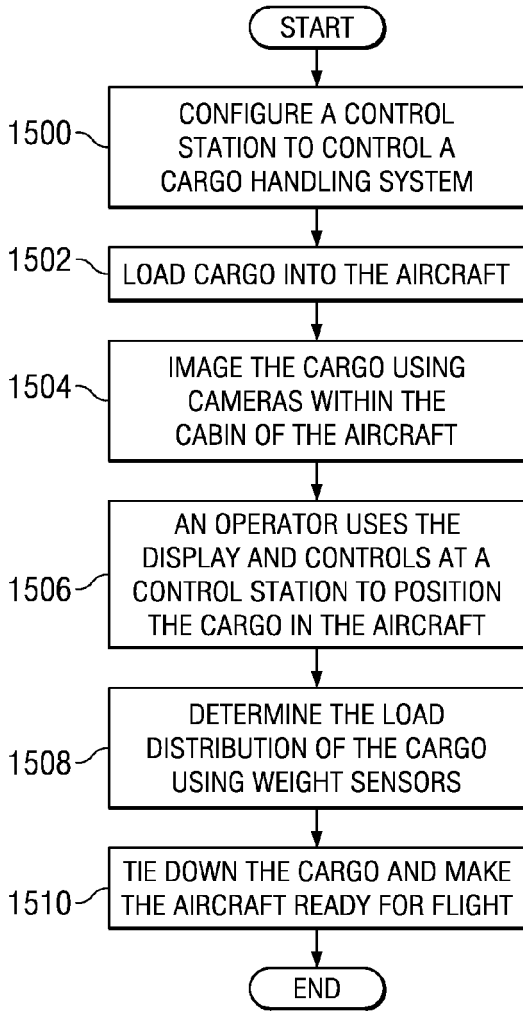 START
1500
CONFIGURE A CONTROL
STATION TO CONTROL A
CARGO HANDLING SYSTEM
1502
LOAD CARGO INTO THE AIRCRAFT
1504
IMAGE THE CARGO USING
CAMERAS WITHIN THE
CABIN OF THE AIRCRAFT
1506
AN OPERATOR USES THE
DISPLAY AND CONTROLS AT A
CONTROL STATION TO POSITION
THE CARGO IN THE AIRCRAFT
1508
DETERMINE THE LOAD
DISTRIBUTION OF THE CARGO
USING WEIGHT SENSORS
1510
TIE DOWN THE CARGO AND MAKE
THE AIRCRAFT READY FOR FLIGHT
END